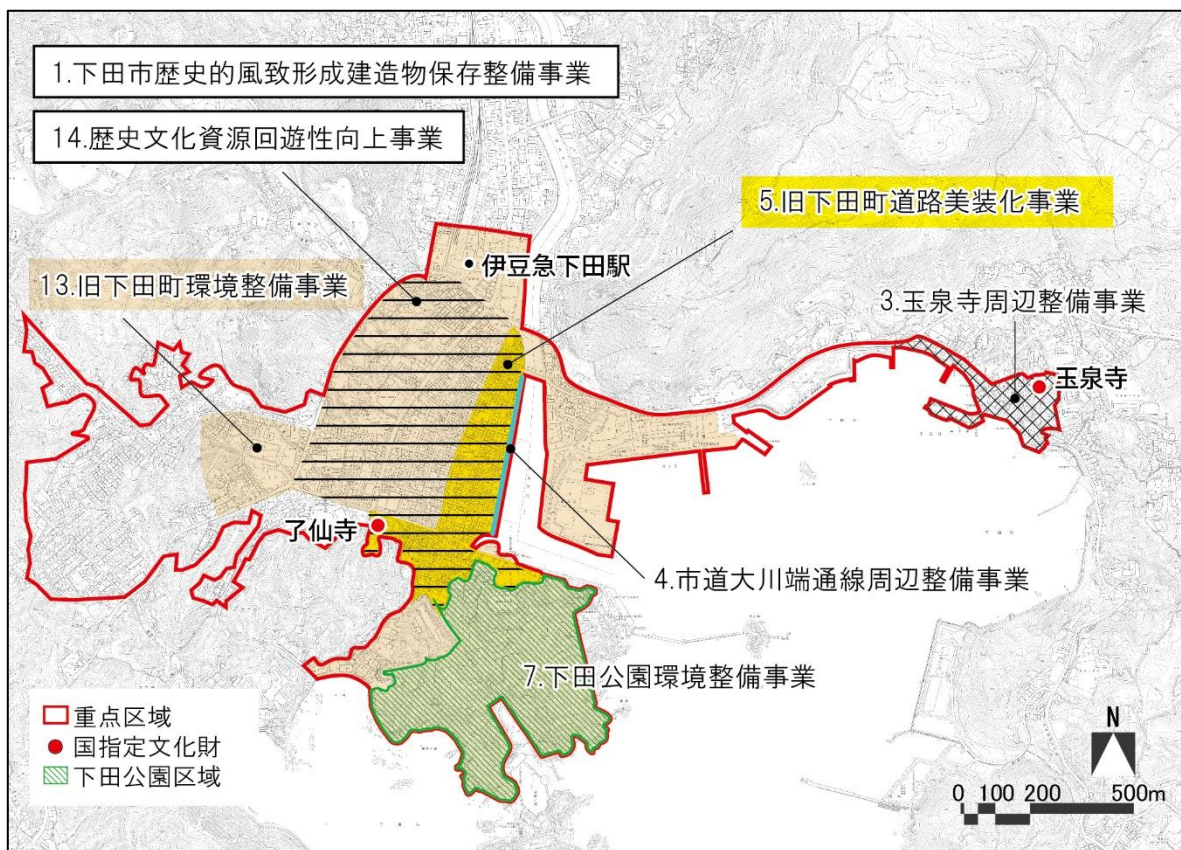 1.下田市歴史的風致形成建造物保存整備事業
14.歴史文化資源回遊性向上事業
5.旧下田町道路美装化事業
伊豆急下田駅
13.旧下田町環境整備事業
3.玉泉寺周辺整備事業
玉泉寺
了仙寺
4.市道大川端通線周辺整備事業
7.下田公園環境整備事業
重点区域
国指定文化財
下田公園区域
N
0 100 200 500m